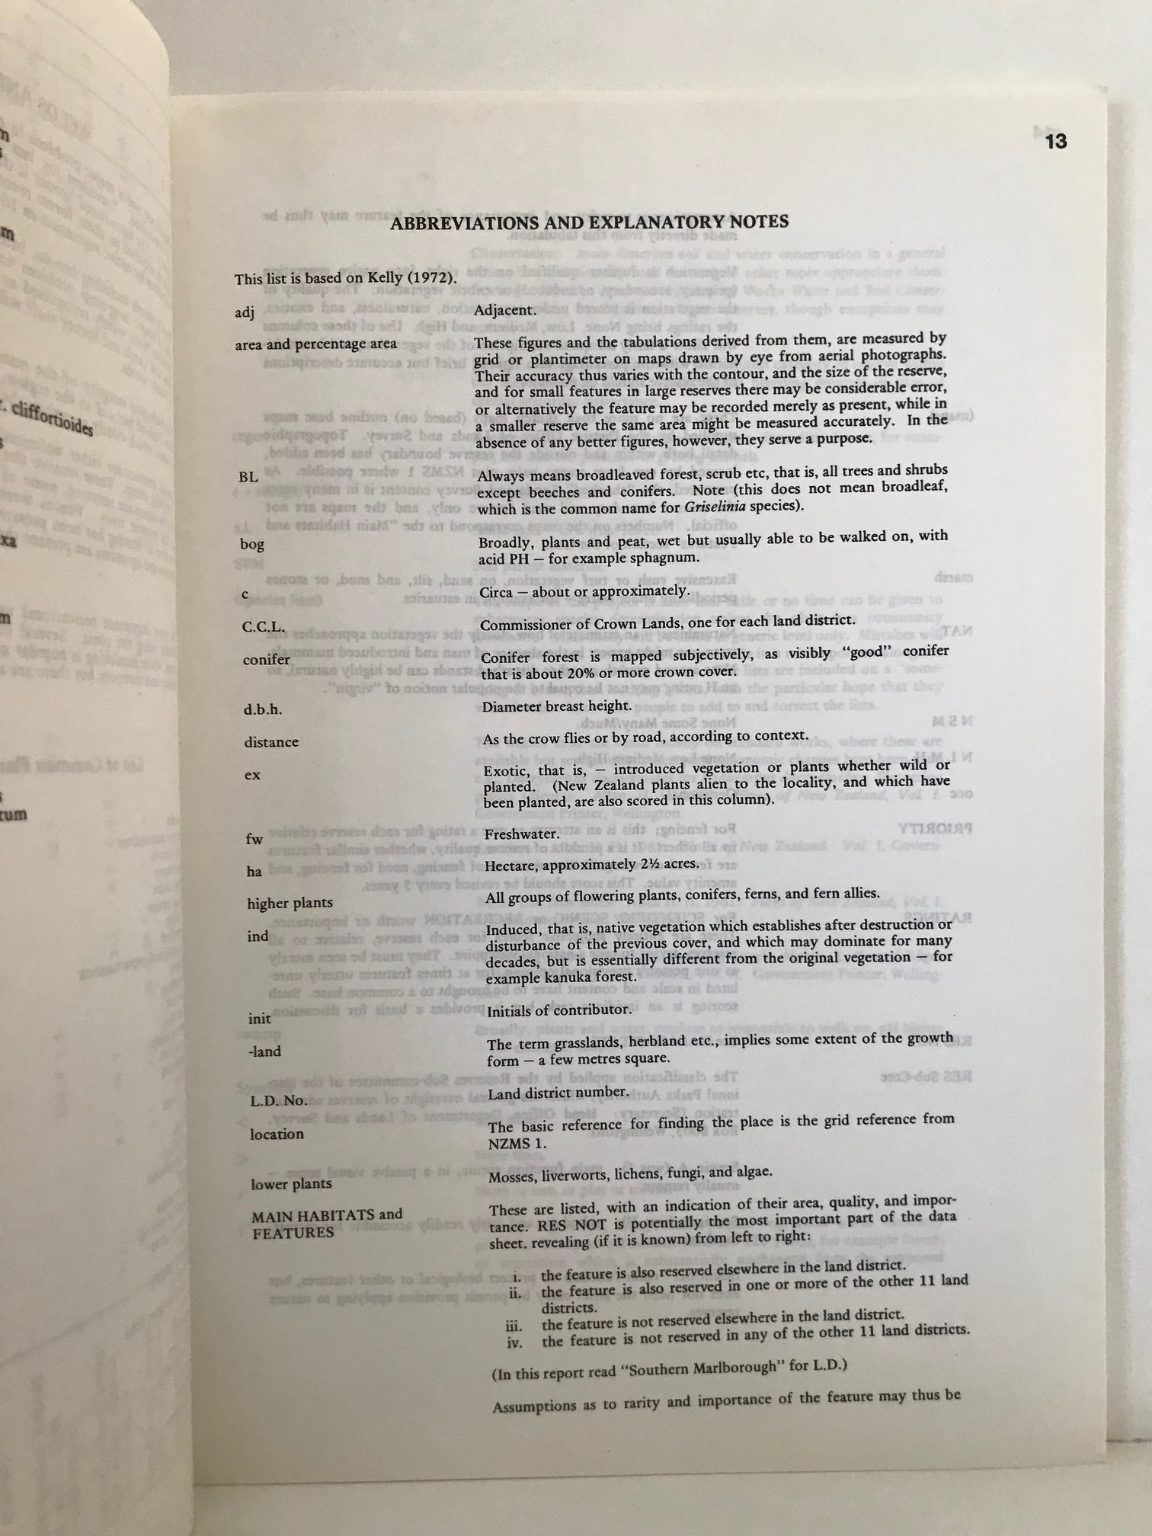 13
ABBREVIATIONS AND EXPLANATORY NOTES
This list is based on Kelly (1972).
adj Adjacent.
area and percentage area These figures and the tabulations derived from them, are measured by
grid or plantimeter on maps drawn by eye from aerial photographs.
Their accuracy thus varies with the contour, and the size of the reserve,
and for small features in large reserves there may be considerable error,
or alternatively the feature may be recorded merely as present, while in
a smaller reserve the same area might be measured accurately. In the
absence of any better figures, however, they serve a purpose.
BL Always means broadleaved forest, scrub etc, that is, all trees and shrubs
except beeches and conifers. Note (this does not mean broadleaf,
which is the common name for Griselinia species).
bog Broadly, plants and peat, wet but usually able to be walked on, with
acid PH — for example sphagnum.
c Circa — about or approximately.
C.C.L. Commissioner of Crown Lands, one for each land district.
conifer Conifer forest is mapped subjectively, as visibly “good” conifer
that is about 20% or more crown cover.
d.b.h. Diameter breast height.
distance As the crow flies or by road, according to context.
ex Exotic, that is, — introduced vegetation or plants whether wild or
planted. (New Zealand plants alien to the locality, and which have
been planted, are also scored in this column).
fw Freshwater.
ha Hectare, approximately 2½ acres.
higher plants All groups of flowering plants, conifers, ferns, and fern allies.
ind Induced, that is, native vegetation which establishes after destruction or
disturbance of the previous cover, and which may dominate for many
decades, but is essentially different from the original vegetation — for
example kanuka forest.
init Initials of contributor.
-land The term grasslands, herbland etc., implies some extent of the growth
form — a few metres square.
L.D. No. Land district number.
location The basic reference for finding the place is the grid reference from
NZMS 1.
lower plants Mosses, liverworts, lichens, fungi, and algae.
MAIN HABITATS and These are listed, with an indication of their area, quality, and impor-
FEATURES tance. RES NOT is potentially the most important part of the data
sheet, revealing (if it is known) from left to right:
i. the feature is also reserved elsewhere in the land district.
ii. the feature is also reserved in one or more of the other 11 land
districts.
iii. the feature is not reserved elsewhere in the land district.
iv. the feature is not reserved in any of the other 11 land districts.
(In this report read “Southern Marlborough” for L.D.)
Assumptions as to rarity and importance of the feature may thus be
cliffortioides